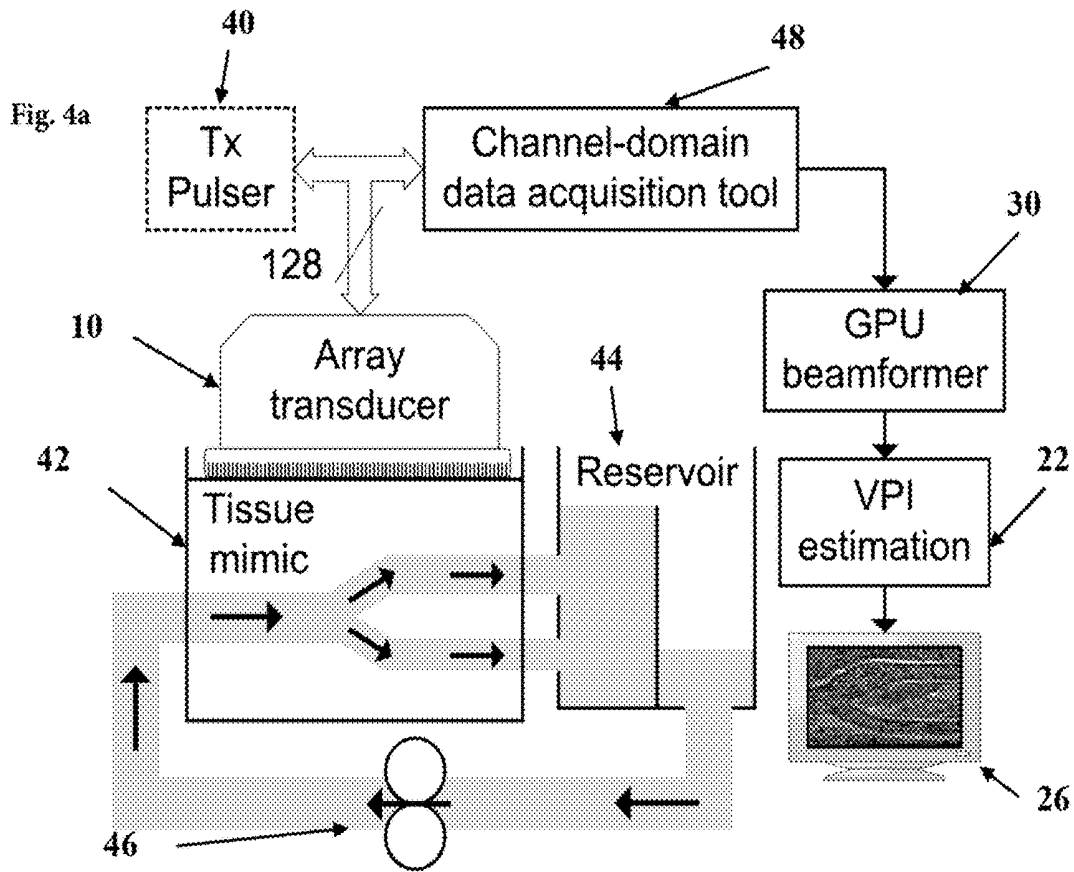 40
48
Fig. 4a
Tx
Pulser
Channel-domain
data acquisition tool
128
30
10
Array
transducer
44
GPU
beamformer
42
Reservoir
22
Tissue
mimic
VPI
estimation
46
26